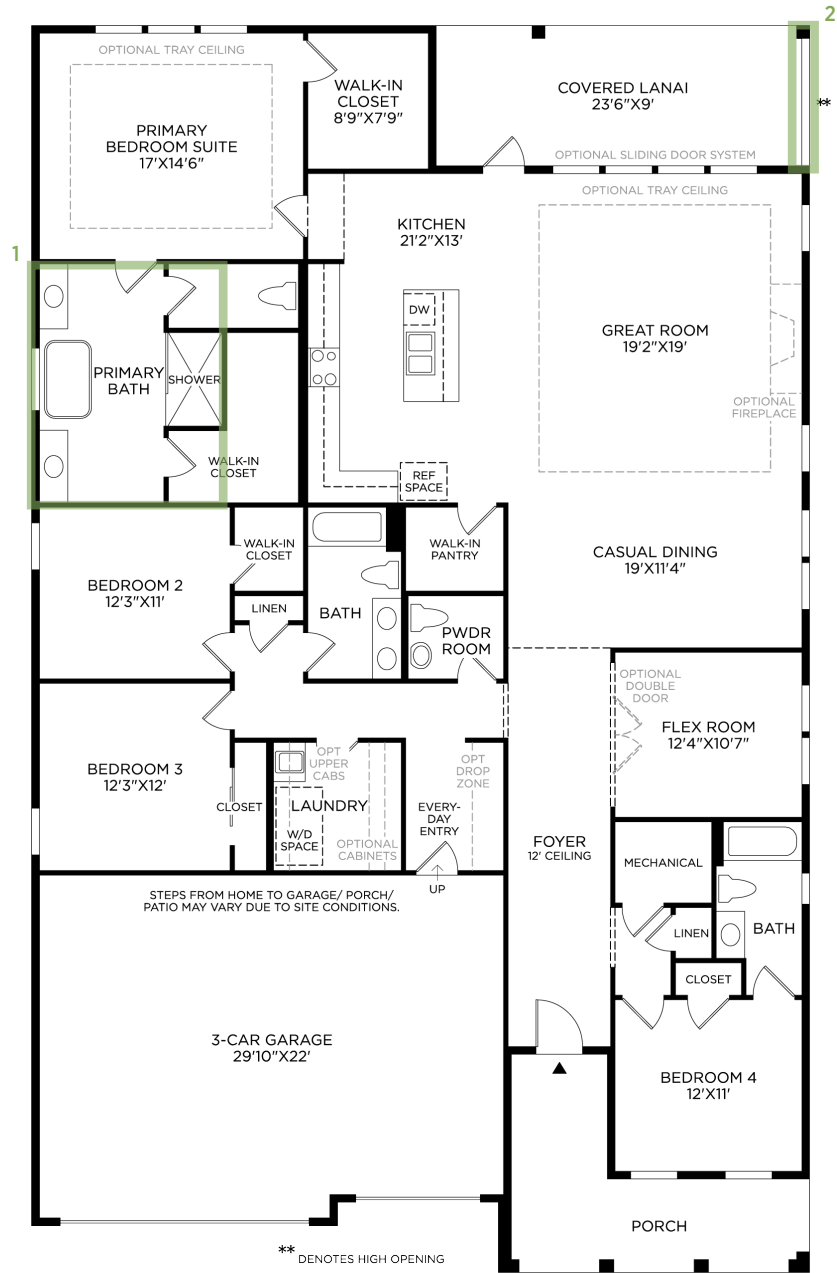 2
OPTIONAL TRAY CEILING
WALK-IN
CLOSET
8'9"X7'9"
COVERED LANAI
23'6"X9'
**
PRIMARY
BEDROOM SUITE
17'X14'6"
OPTIONAL SLIDING DOOR SYSTEM
OPTIONAL TRAY CEILING
KITCHEN
21'2"X13'
1
DW
GREAT ROOM
19'2"X19'
PRIMARY
BATH
SHOWER
OPTIONAL
FIREPLACE
WALK-IN
CLOSET
REF
SPACE
WALK-IN
CLOSET
WALK-IN
PANTRY
CASUAL DINING
19'X11'4"
BEDROOM 2
12'3"X11'
LINEN
BATH
PWDR
ROOM
OPTIONAL
DOUBLE
DOOR
FLEX ROOM
12'4"X10'7"
BEDROOM 3
12'3"X12'
OPT
UPPER
CABS
OPT
DROP
ZONE
CLOSET
LAUNDRY
W/D
SPACE
OPTIONAL
CABINETS
EVERY-
DAY
ENTRY
FOYER
12' CEILING
MECHANICAL
UP
STEPS FROM HOME TO GARAGE/ PORCH/
PATIO MAY VARY DUE TO SITE CONDITIONS.
LINEN
BATH
CLOSET
3-CAR GARAGE
29'10"X22'
BEDROOM 4
12'X11'
PORCH
** DENOTES HIGH OPENING